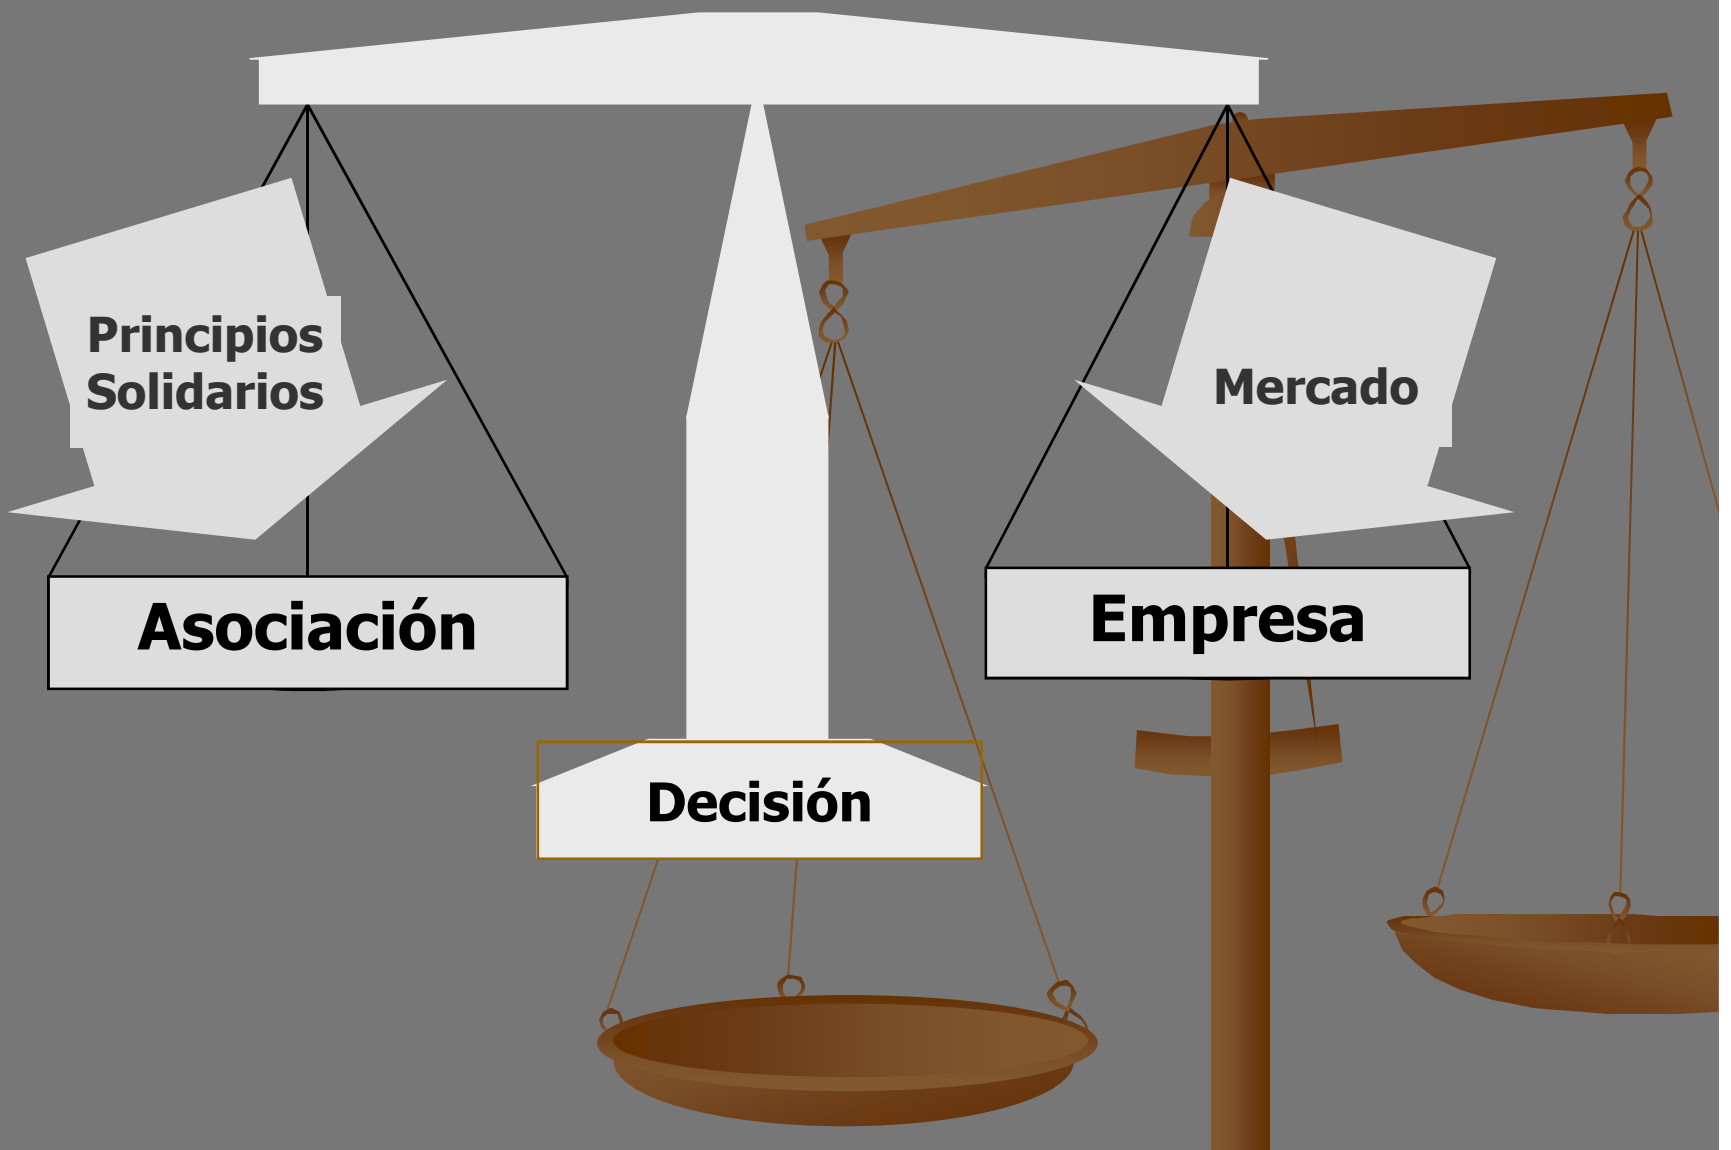 Principios
Solidarios
Mercado
Asociación
Empresa
Decisión